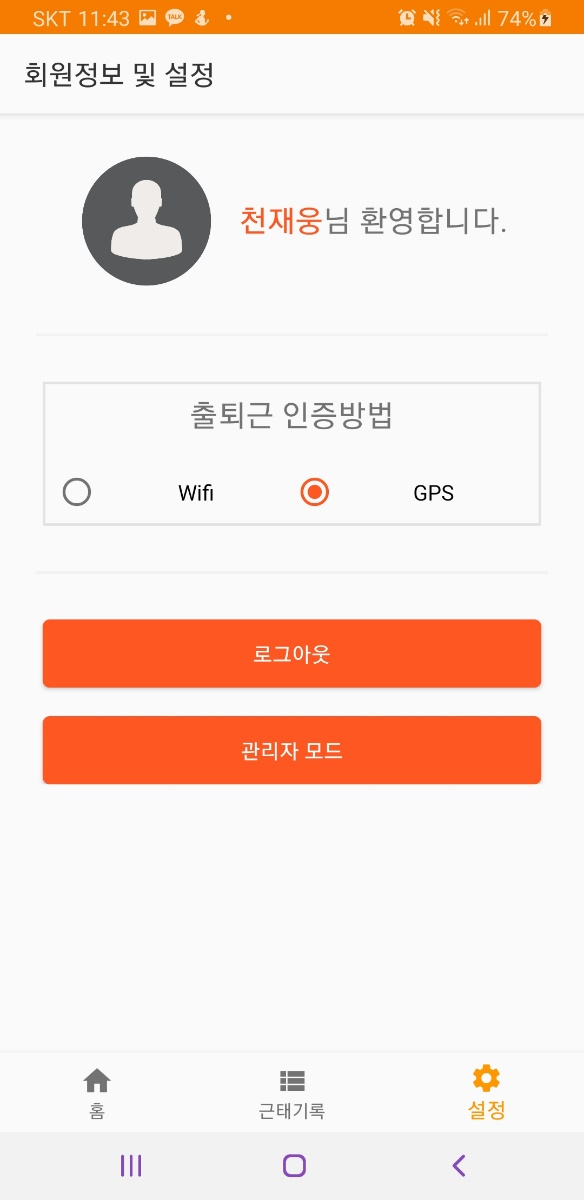 SKT 11:43 74%
회원정보 및 설정
천재웅님 환영합니다.
출퇴근 인증방법
Wifi GPS
로그아웃
관리자 모드
홈 근태기록 설정